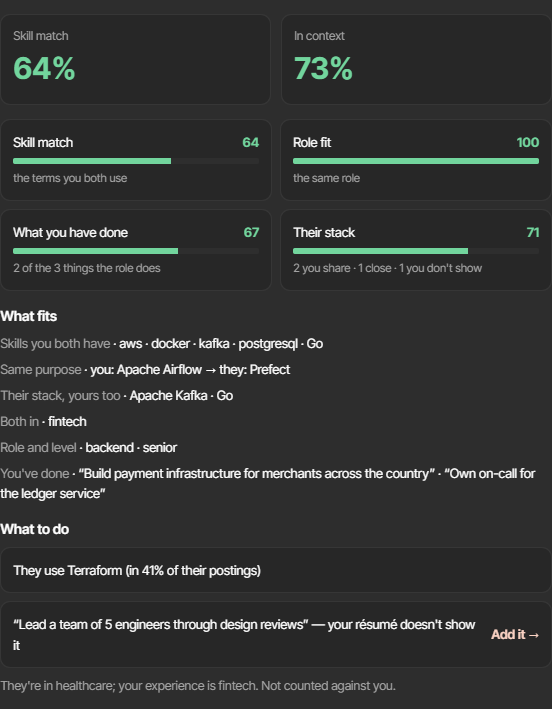 Skill match
64%
In context
73%
Skill match 64
the terms you both use
Role fit 100
the same role
What you have done 67
2 of the 3 things the role does
Their stack 71
2 you share · 1 close · 1 you don't show
What fits
Skills you both have · aws · docker · kafka · postgresql · Go
Same purpose · you: Apache Airflow → they: Prefect
Their stack, yours too · Apache Kafka · Go
Both in · fintech
Role and level · backend · senior
You've done · “Build payment infrastructure for merchants across the country” · “Own on-call for
the ledger service”
What to do
They use Terraform (in 41% of their postings)
“Lead a team of 5 engineers through design reviews” — your résumé doesn't show
it
Add it →
They're in healthcare; your experience is fintech. Not counted against you.